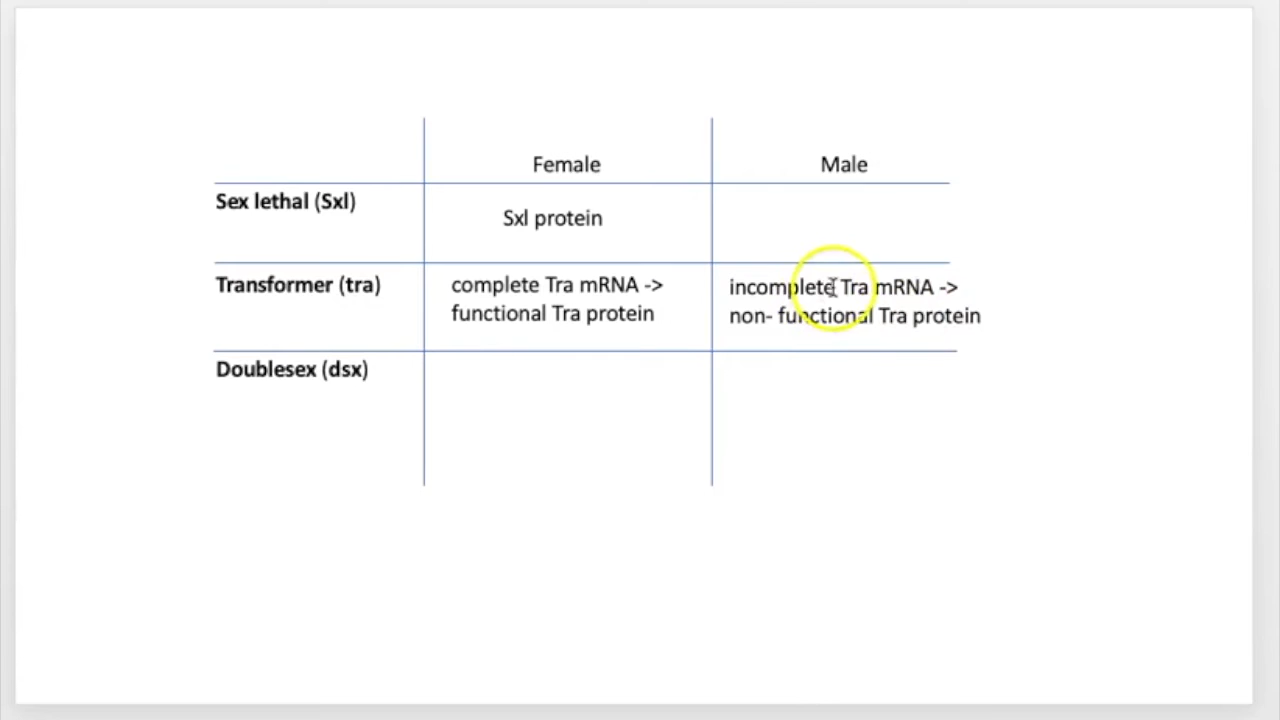 Female
Male
Sex lethal (Sxl)
Sxl protein
Transformer (tra)
complete Tra mRNA ->
functional Tra protein
incomplete Tra mRNA ->
non- functional Tra protein
Doublesex (dsx)